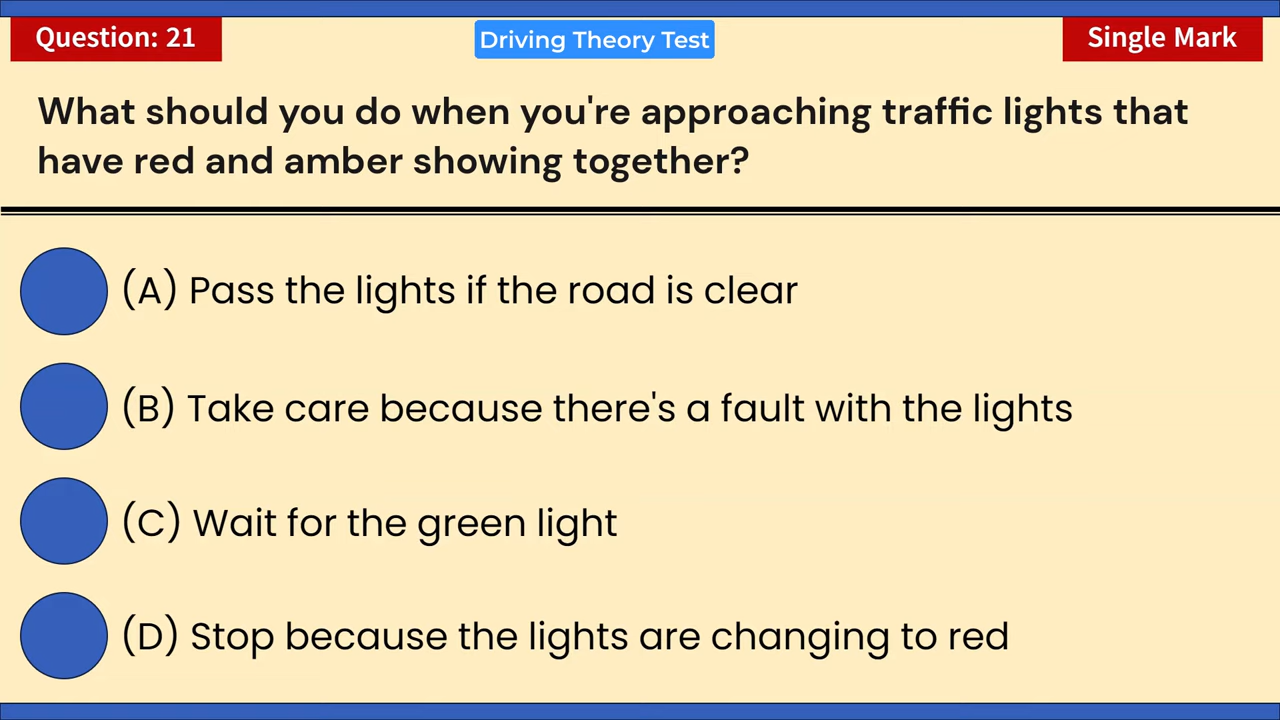 Question: 21
Driving Theory Test
Single Mark
What should you do when you're approaching traffic lights that
have red and amber showing together?
(A) Pass the lights if the road is clear
(B) Take care because there's a fault with the lights
(C) Wait for the green light
(D) Stop because the lights are changing to red